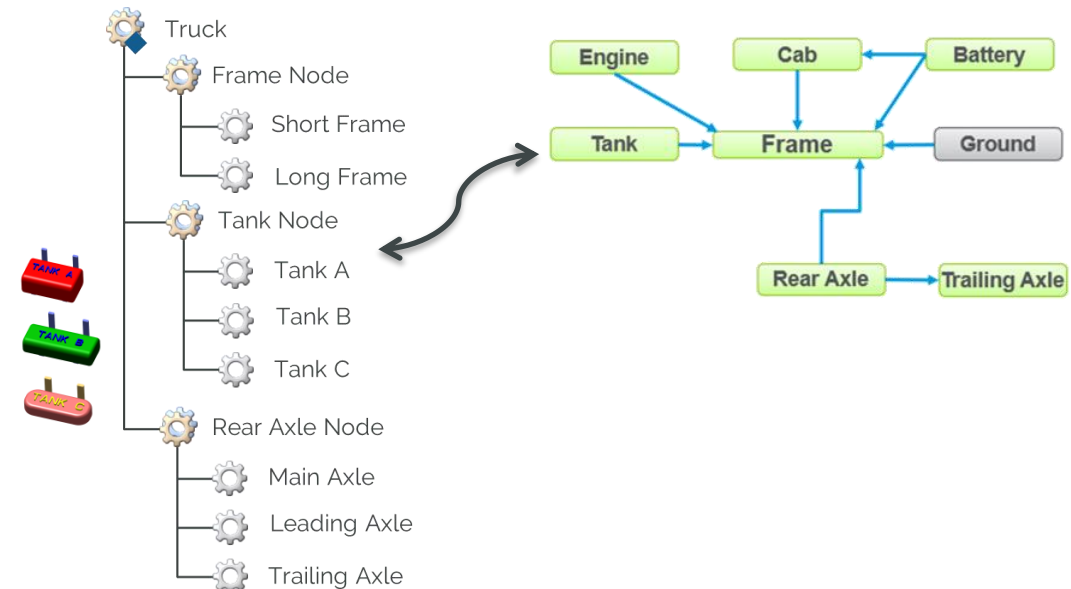 Truck
Frame Node
Short Frame
Long Frame
Tank Node
Tank A
Tank B
Tank C
Rear Axle Node
Main Axle
Leading Axle
Trailing Axle
TANK A
TANK B
TANK C
Engine
Cab
Battery
Tank
Frame
Ground
Rear Axle
Trailing Axle